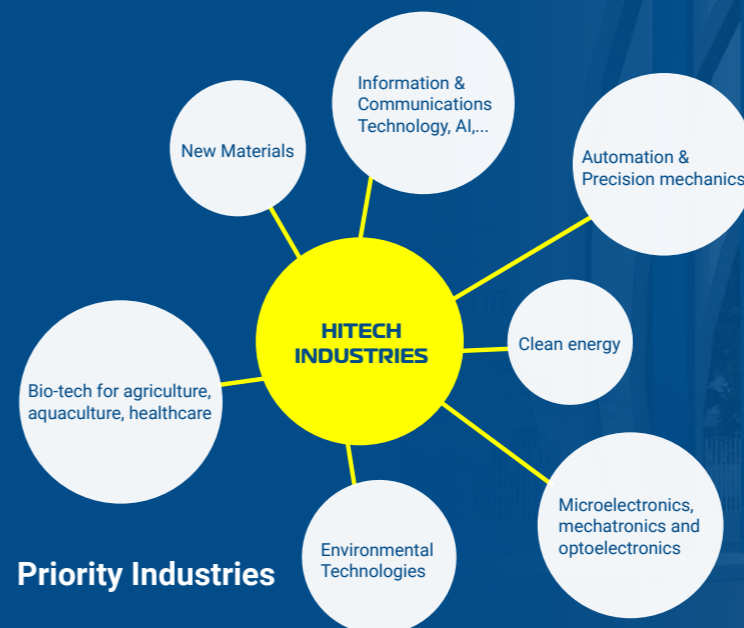 Information &
Communications
Technology, AI,...
New Materials
Automation &
Precision mechanics
HITECH
INDUSTRIES
Clean energy
Bio-tech for agriculture,
aquaculture, healthcare
Microelectronics,
mechatronics and
optoelectronics
Environmental
Technologies
Priority Industries